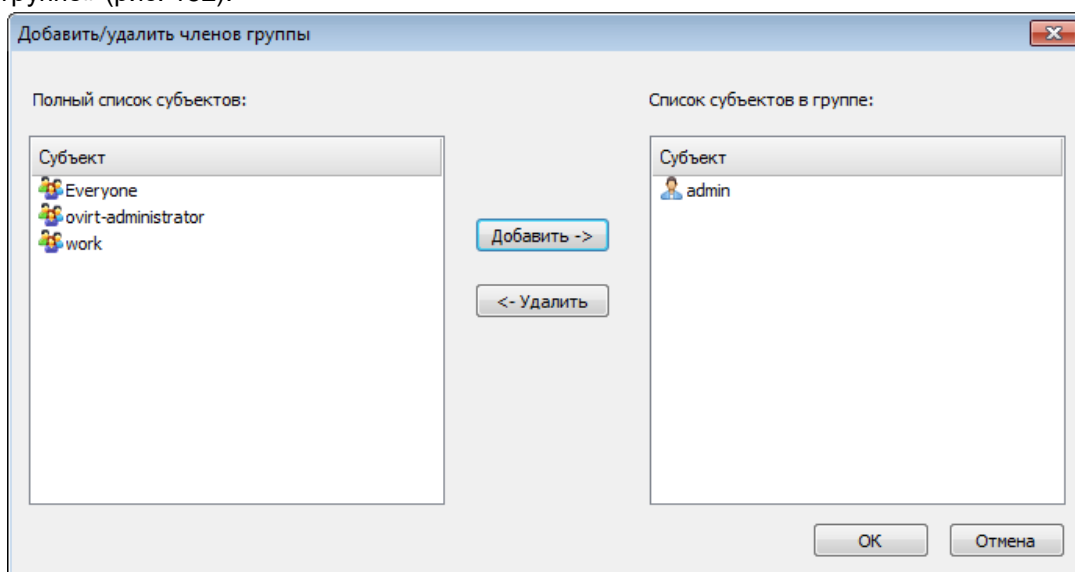 Добавить/удалить членов группы
Полный список субъектов:
Список субъектов в группе:
Субъект
Everyone
ovirt-administrator
work
Добавить ->
<- Удалить
Субъект
admin
OK
Отмена